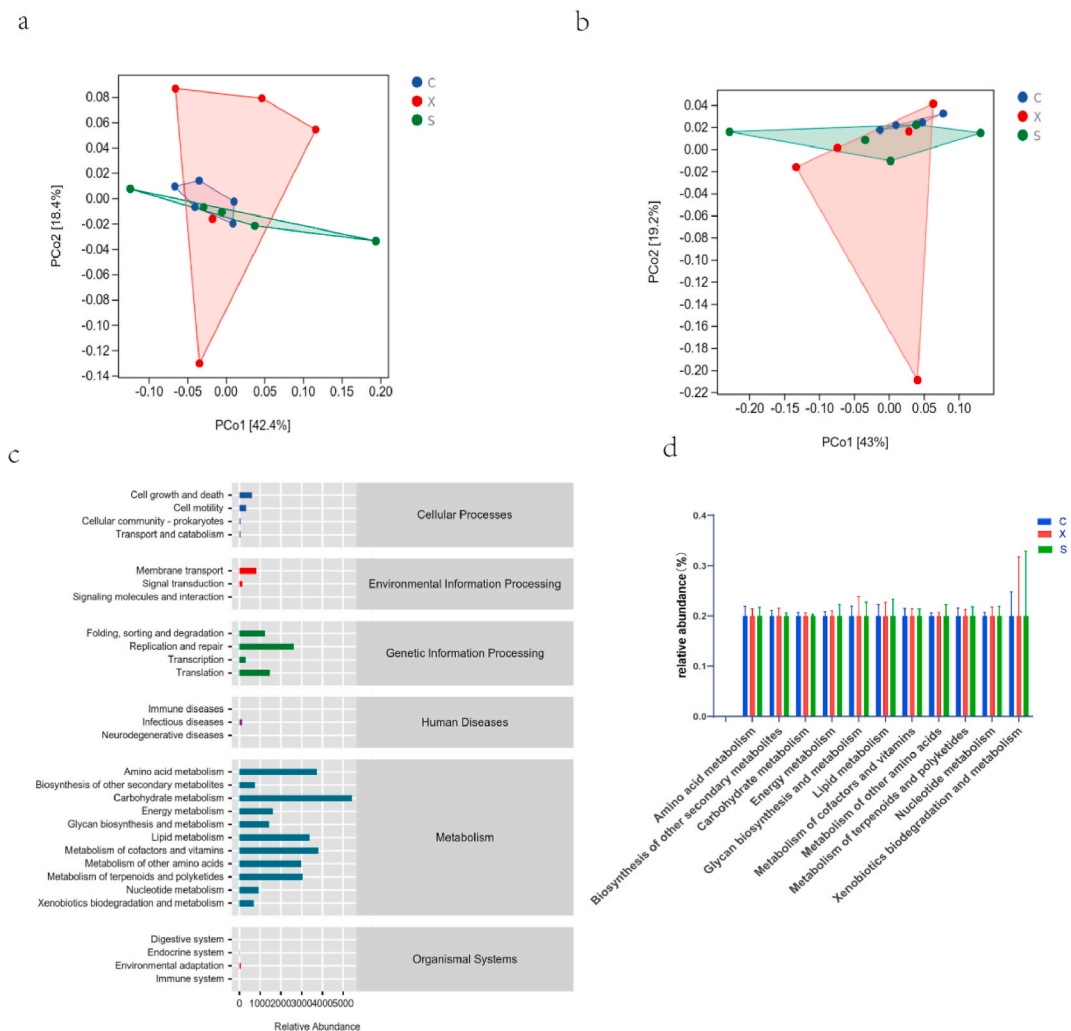 a
C
X
S
0.08
0.06
0.04
0.02
0.00
-0.02
-0.04
-0.06
-0.08
-0.10
-0.12
-0.14
PCo2 [18.4%]
-0.10 -0.05 0.00 0.05 0.10 0.15 0.20
PCo1 [42.4%]
b
C
X
S
0.04
0.02
0.00
-0.02
-0.04
-0.06
-0.08
-0.10
-0.12
-0.14
-0.16
-0.18
-0.20
-0.22
PCo2 [19.2%]
-0.20 -0.15 -0.10 -0.05 0.00 0.05 0.10
PCo1 [43%]
c
Cell growth and death
Cell motility
Cellular community - prokaryotes
Transport and catabolism
Cellular Processes
Membrane transport
Signal transduction
Signaling molecules and interaction
Environmental Information Processing
Folding, sorting and degradation
Replication and repair
Transcription
Translation
Genetic Information Processing
Immune diseases
Infectious diseases
Neurodegenerative diseases
Human Diseases
Amino acid metabolism
Biosynthesis of other secondary metabolites
Carbohydrate metabolism
Energy metabolism
Glycan biosynthesis and metabolism
Lipid metabolism
Metabolism of cofactors and vitamins
Metabolism of other amino acids
Metabolism of terpenoids and polyketides
Nucleotide metabolism
Xenobiotics biodegradation and metabolism
Metabolism
Digestive system
Endocrine system
Environmental adaptation
Immune system
Organismal Systems
0 1000 2000 3000 4000 5000
Relative Abundance
d
C
X
S
0.4
0.3
0.2
0.1
0.0
relative abundance(%)
Amino acid metabolism
Biosynthesis of other secondary metabolites
Carbohydrate metabolism
Energy metabolism
Glycan biosynthesis and metabolism
Lipid metabolism
Metabolism of cofactors and vitamins
Metabolism of other amino acids
Metabolism of terpenoids and polyketides
Nucleotide metabolism
Xenobiotics biodegradation and metabolism